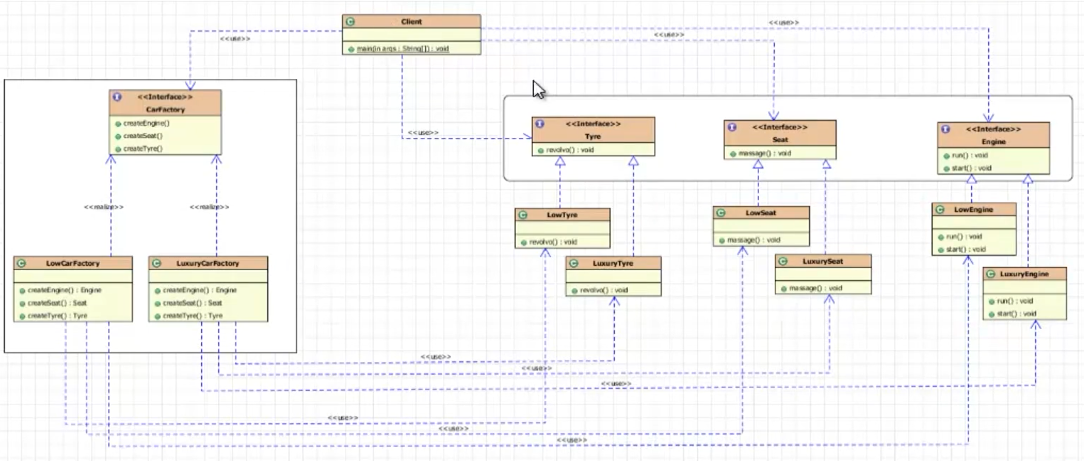 Client
main(in args : String[]) : void
<<use>>
<<use>>
<<use>>
<<use>>
<<Interface>>
CarFactory
createEngine()
createSeat()
createTyre()
<<Interface>>
Tyre
revolvo() : void
<<Interface>>
Seat
massage() : void
<<Interface>>
Engine
run() : void
start() : void
<<realize>>
<<realize>>
LowTyre
revolvo() : void
LuxuryTyre
revolvo() : void
LowSeat
massage() : void
LuxurySeat
massage() : void
LowEngine
run() : void
start() : void
LuxuryEngine
run() : void
start() : void
LowCarFactory
createEngine() : Engine
createSeat() : Seat
createTyre() : Tyre
LuxuryCarFactory
createEngine() : Engine
createSeat() : Seat
createTyre() : Tyre
<<use>>
<<use>>
<<use>>
<<use>>
<<use>>
<<use>>